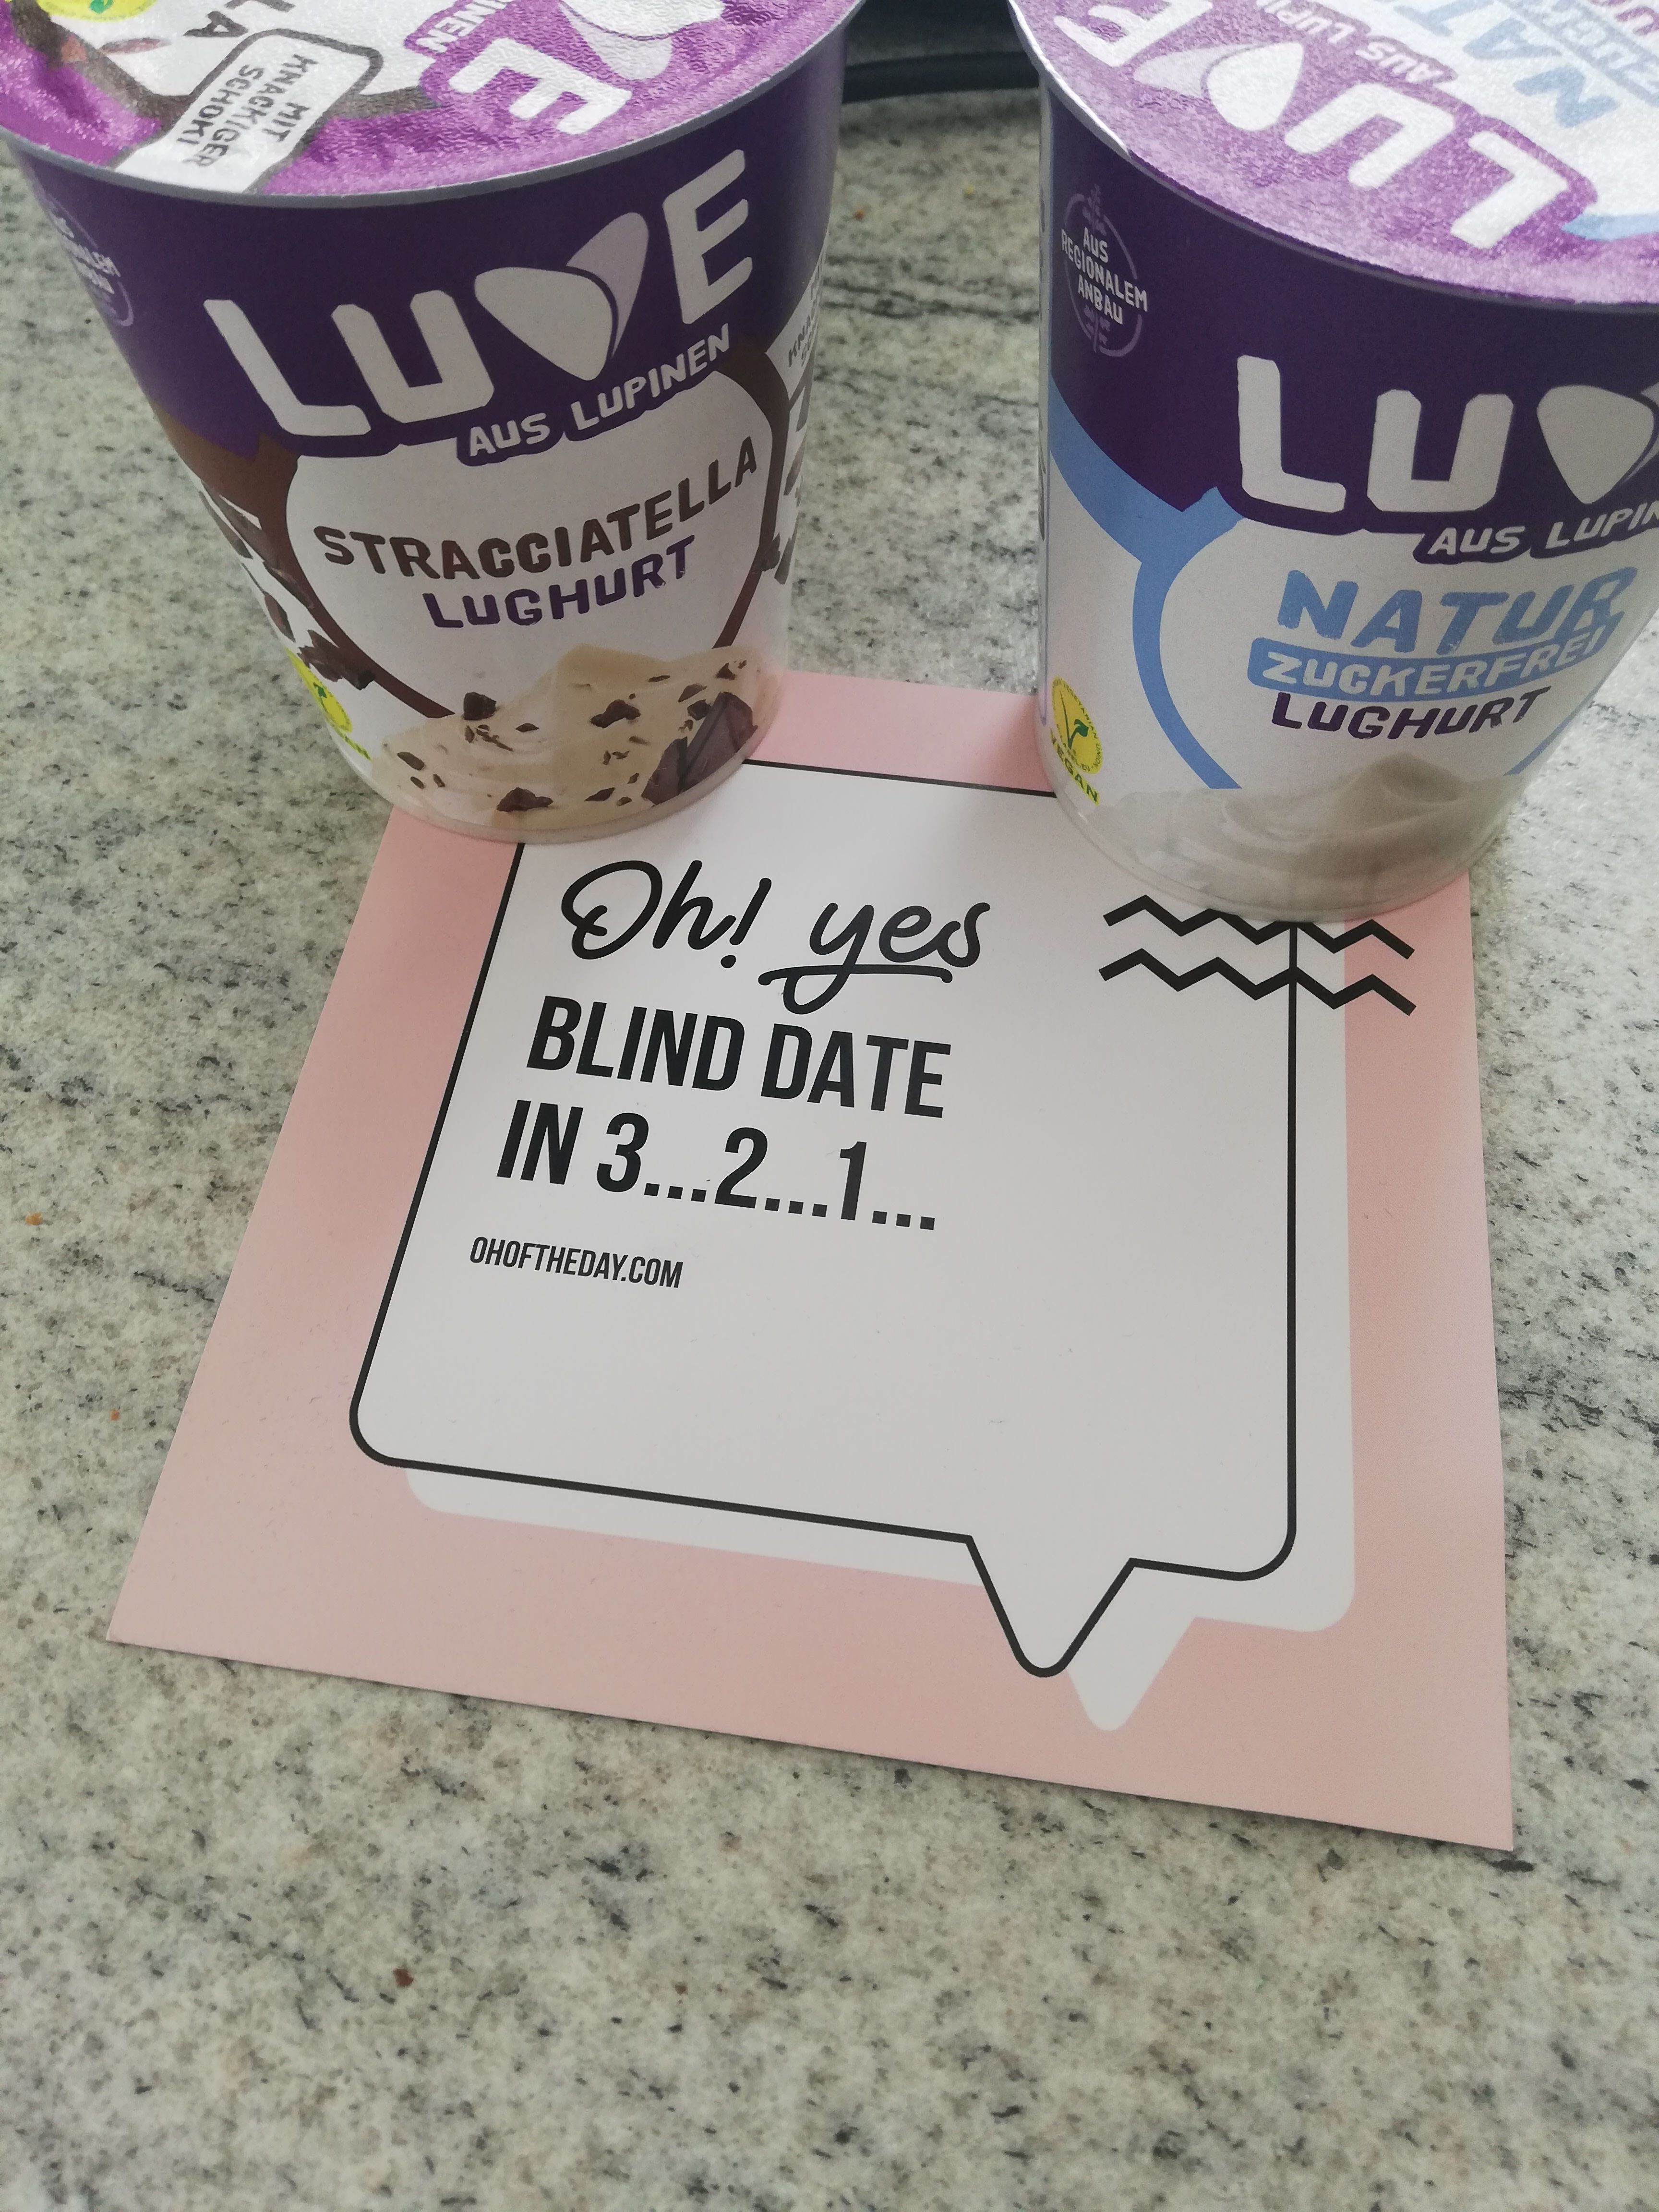 MIT
KNACKIGER
SCHOKI
LUVE
AUS LUPINEN
STRACCIATELLA
LUGHURT
LUVE
AUS
REGIONALEM
ANBAU
LUV
AUS LUPIN
NATUR
ZUCKERFREI
LUGHURT
VEGAN
Oh! yes
BLIND DATE
IN 3...2...1...
OHOFTHEDAY.COM